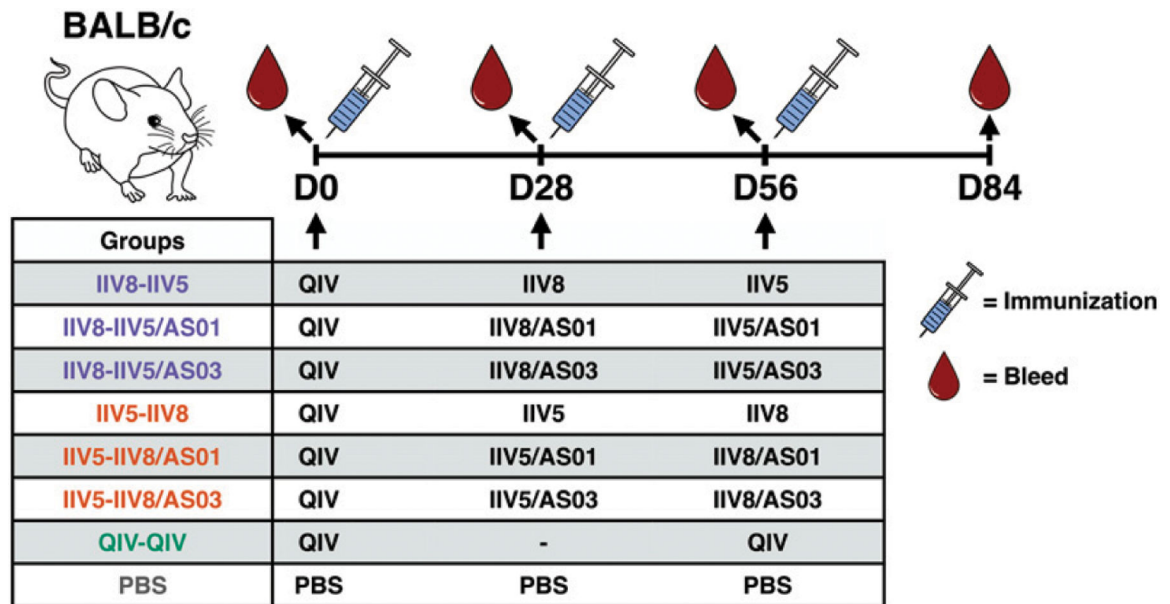 BALB/c
D0 D28 D56 D84
Groups
IIV8-IIV5 QIV IIV8 IIV5
IIV8-IIV5/AS01 QIV IIV8/AS01 IIV5/AS01
IIV8-IIV5/AS03 QIV IIV8/AS03 IIV5/AS03
IIV5-IIV8 QIV IIV5 IIV8
IIV5-IIV8/AS01 QIV IIV5/AS01 IIV8/AS01
IIV5-IIV8/AS03 QIV IIV5/AS03 IIV8/AS03
QIV-QIV QIV - QIV
PBS PBS PBS PBS
= Immunization
= Bleed